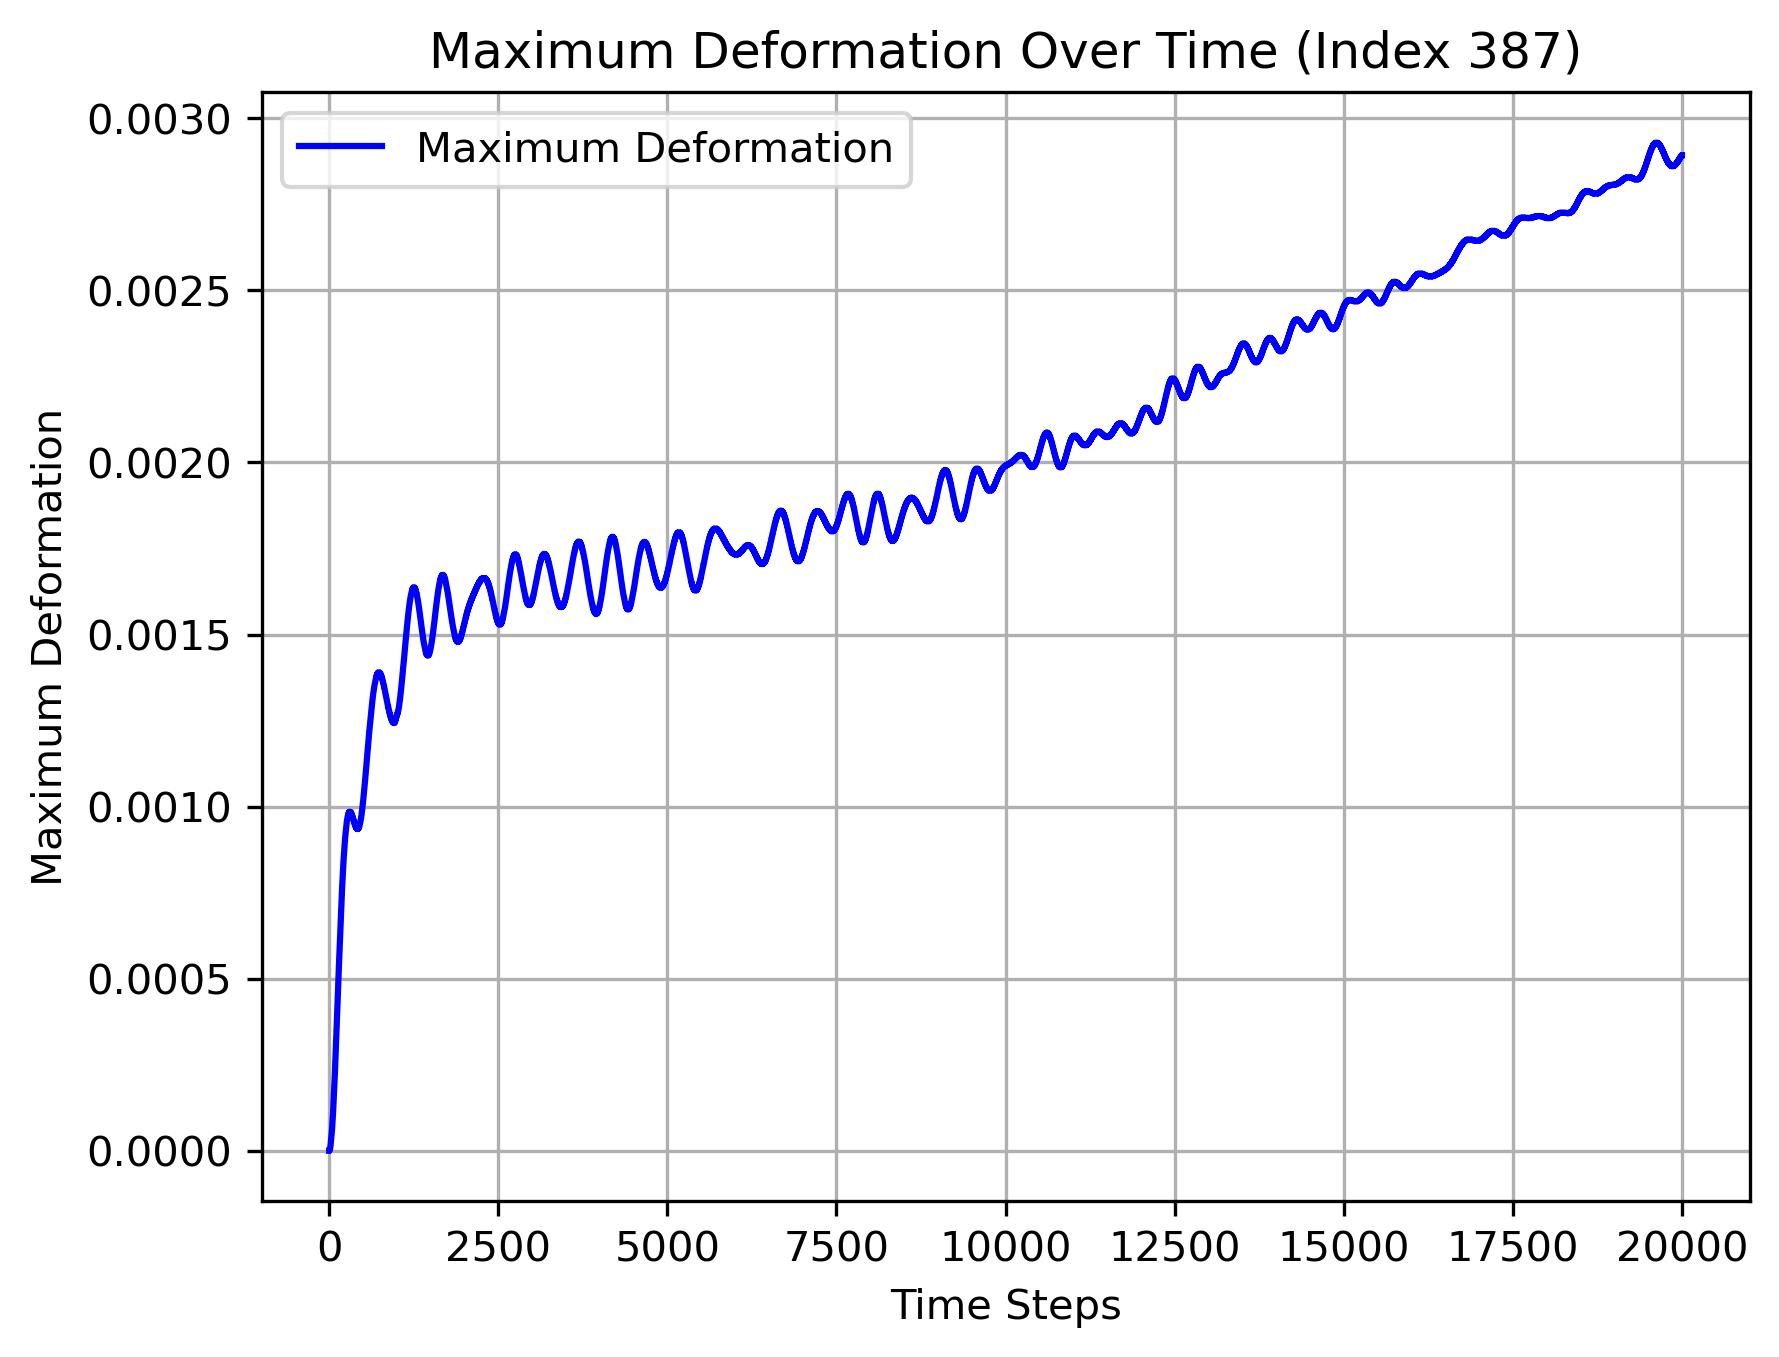 Maximum Deformation Over Time (Index 387)
Maximum Deformation
Maximum Deformation
0.0030
0.0025
0.0020
0.0015
0.0010
0.0005
0.0000
0 2500 5000 7500 10000 12500 15000 17500 20000
Time Steps